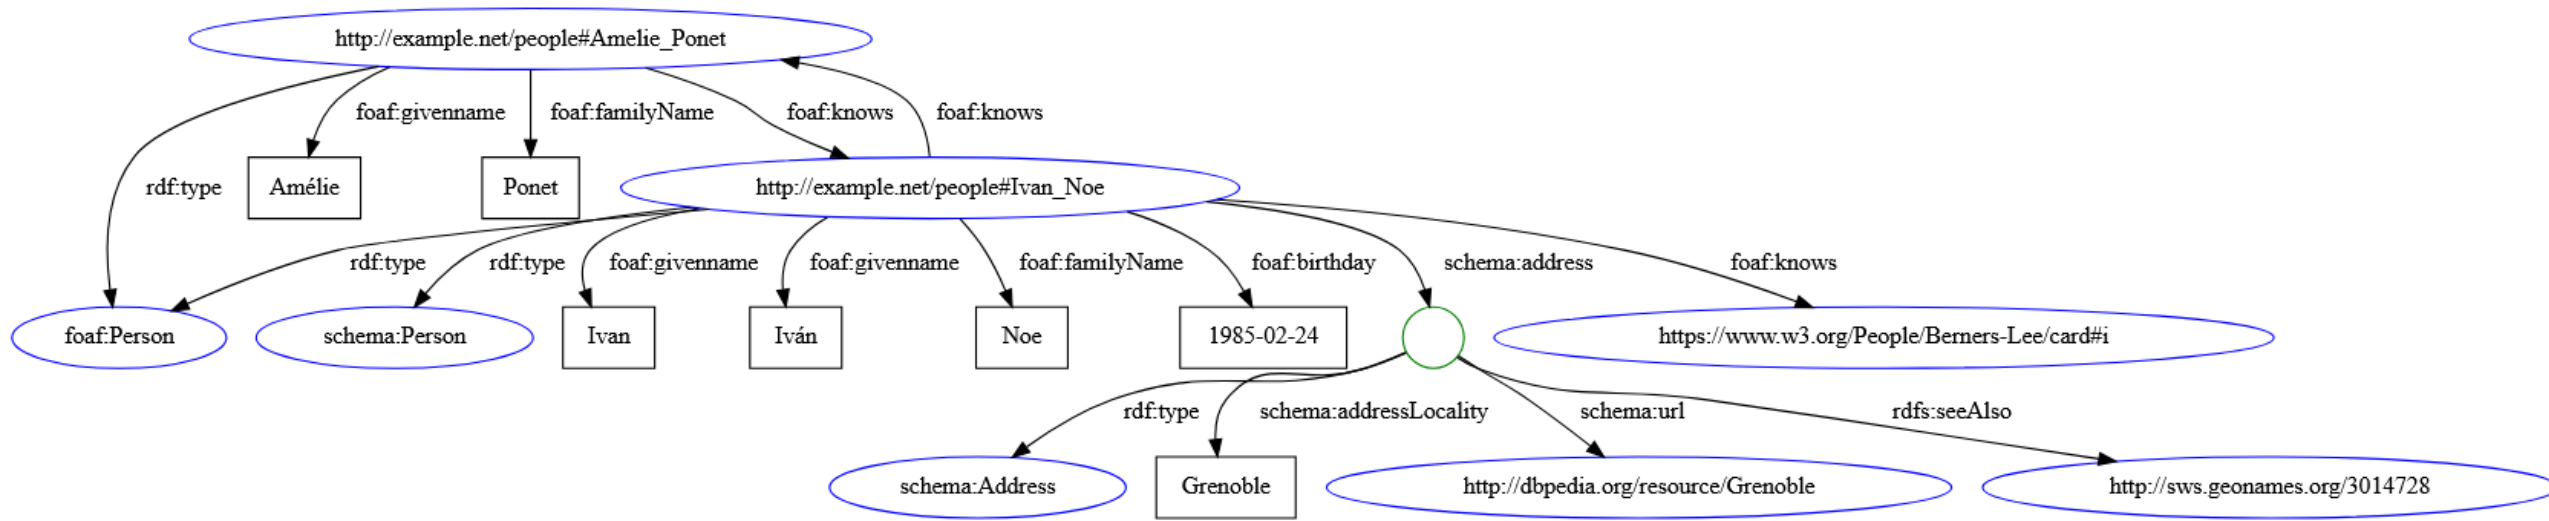 http://example.net/people#Amelie_Ponet
foaf:givenname
foaf:familyName
foaf:knows
foaf:knows
rdf:type
Amélie
Ponet
http://example.net/people#Ivan_Noe
rdf:type
rdf:type
foaf:givenname
foaf:givenname
foaf:familyName
foaf:birthday
schema:address
foaf:knows
foaf:Person
schema:Person
Ivan
Iván
Noe
1985-02-24
https://www.w3.org/People/Berners-Lee/card#i
rdf:type
schema:addressLocality
schema:url
rdfs:seeAlso
schema:Address
Grenoble
http://dbpedia.org/resource/Grenoble
http://sws.geonames.org/3014728